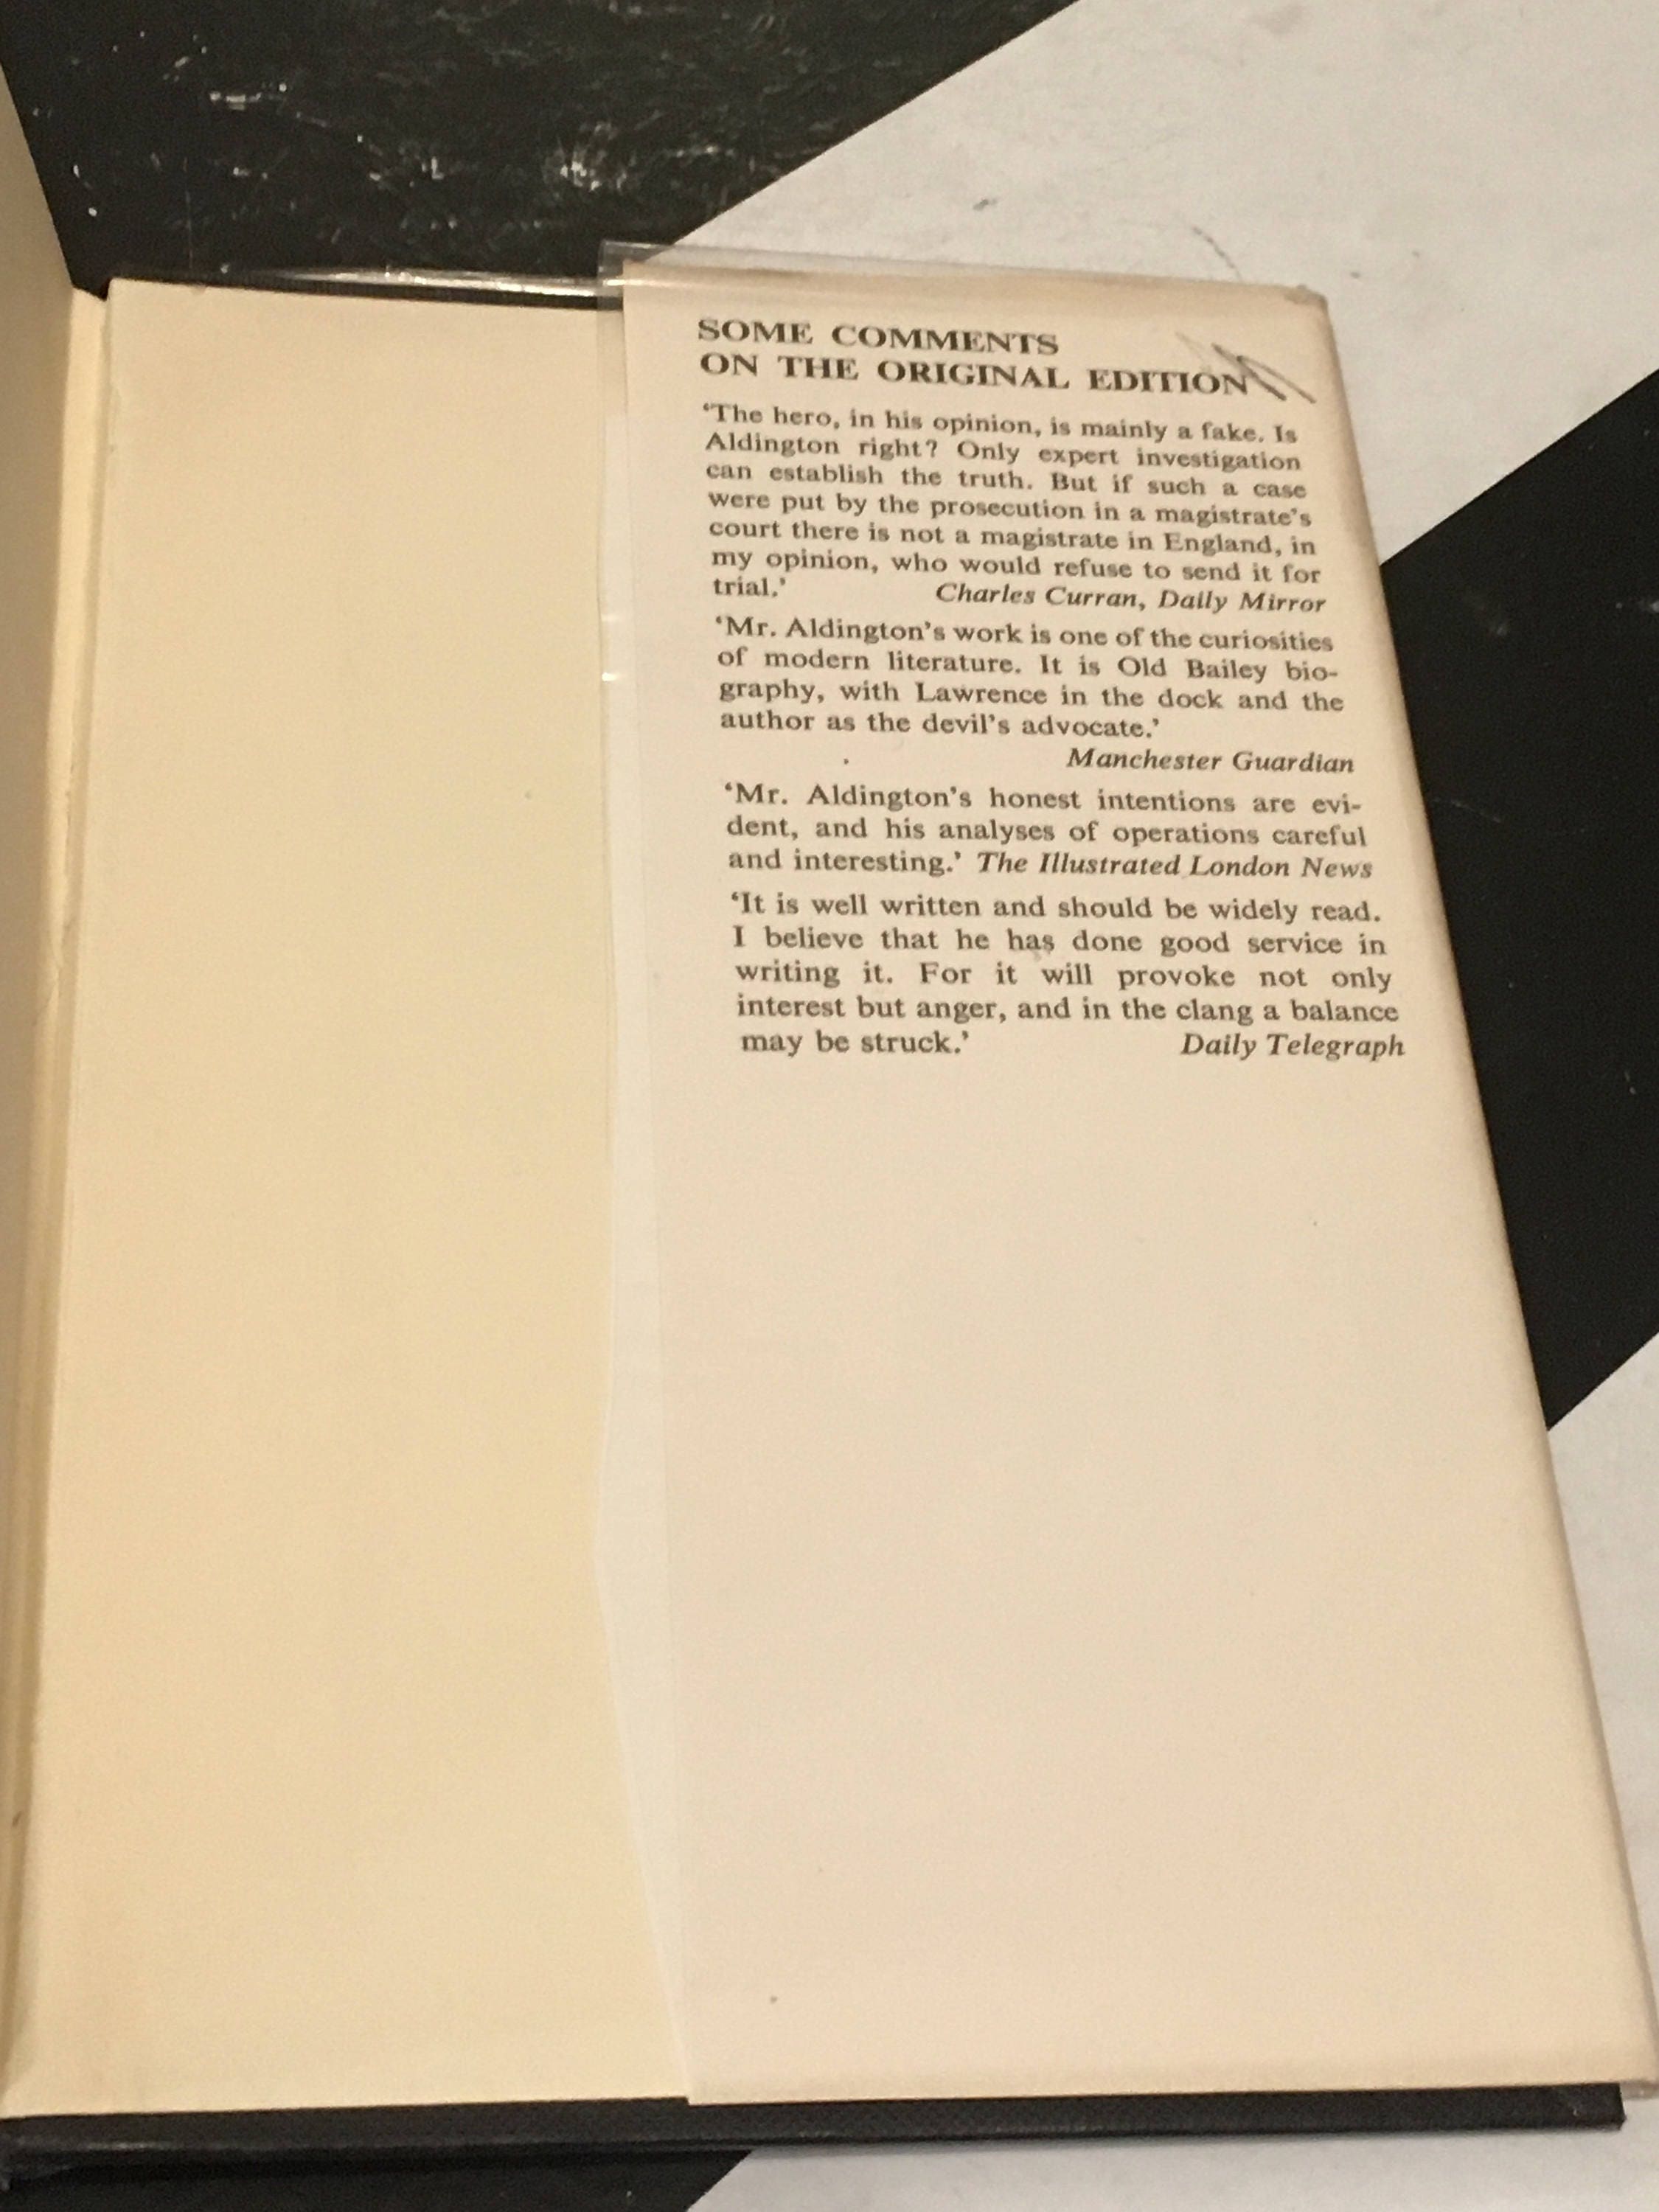 SOME COMMENTS
ON THE ORIGINAL EDITION
‘The hero, in his opinion, is mainly a fake. Is
Aldington right? Only expert investigation
can establish the truth. But if such a case
were put by the prosecution in a magistrate’s
court there is not a magistrate in England, in
my opinion, who would refuse to send it for
trial.’ Charles Curran, Daily Mirror
‘Mr. Aldington’s work is one of the curiosities
of modern literature. It is Old Bailey bio-
graphy, with Lawrence in the dock and the
author as the devil’s advocate.’
Manchester Guardian
‘Mr. Aldington’s honest intentions are evi-
dent, and his analyses of operations careful
and interesting.’ The Illustrated London News
‘It is well written and should be widely read.
I believe that he has done good service in
writing it. For it will provoke not only
interest but anger, and in the clang a balance
may be struck.’ Daily Telegraph